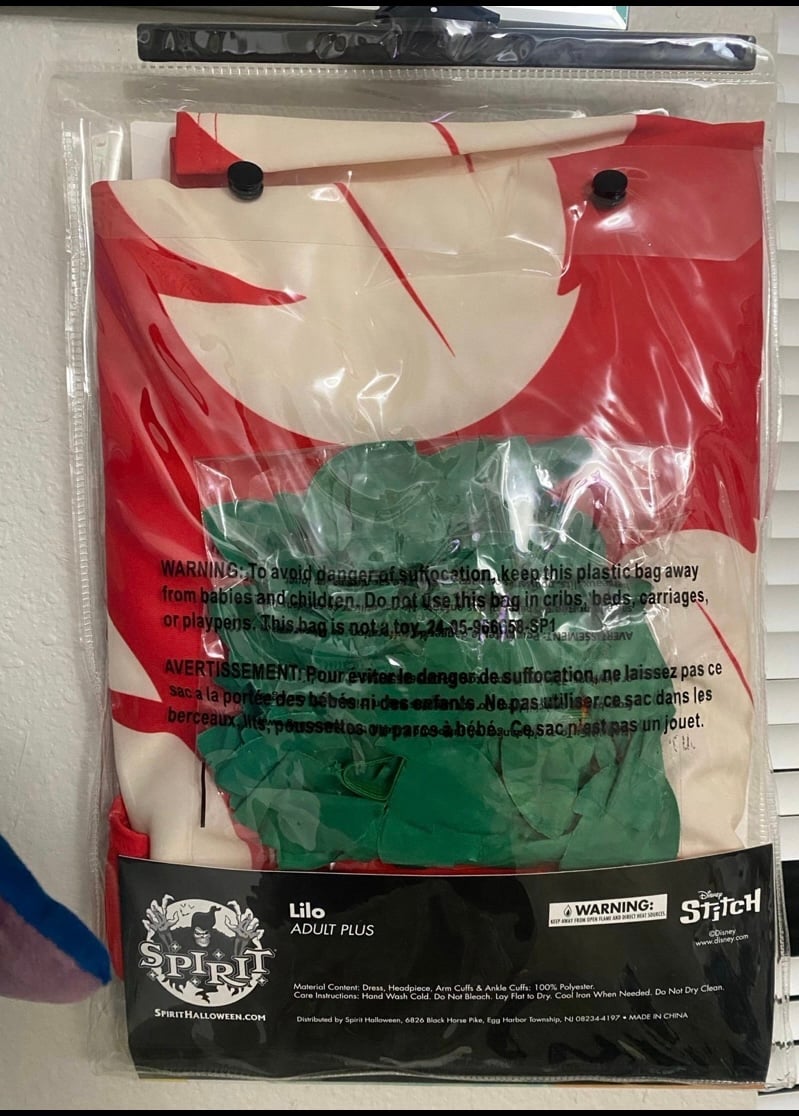 WARNING: To avoid danger of suffocation, keep this plastic bag away
from babies and children. Do not use this bag in cribs, beds, carriages,
or playpens. This bag is not a toy. 24-05-966658-SP1
AVERTISSEMENT: Pour éviter le danger de suffocation, ne laissez pas ce
sac à la portée des bébés ni des enfants. Ne pas utiliser ce sac dans les
berceaux, lits, poussettes ou parcs à bébé. Ce sac n'est pas un jouet.
SPIRIT
SPIRITHALLOWEEN.COM
Lilo
ADULT PLUS
WARNING:
KEEP AWAY FROM OPEN FLAME AND DIRECT HEAT SOURCES.
Disney
STITCH
©Disney
www.disney.com
Material Content: Dress, Headpiece, Arm Cuffs & Ankle Cuffs: 100% Polyester.
Care Instructions: Hand Wash Cold. Do Not Bleach. Lay Flat to Dry. Cool Iron When Needed. Do Not Dry Clean.
Distributed by Spirit Halloween, 6826 Black Horse Pike, Egg Harbor Township, NJ 08234-4197 • MADE IN CHINA